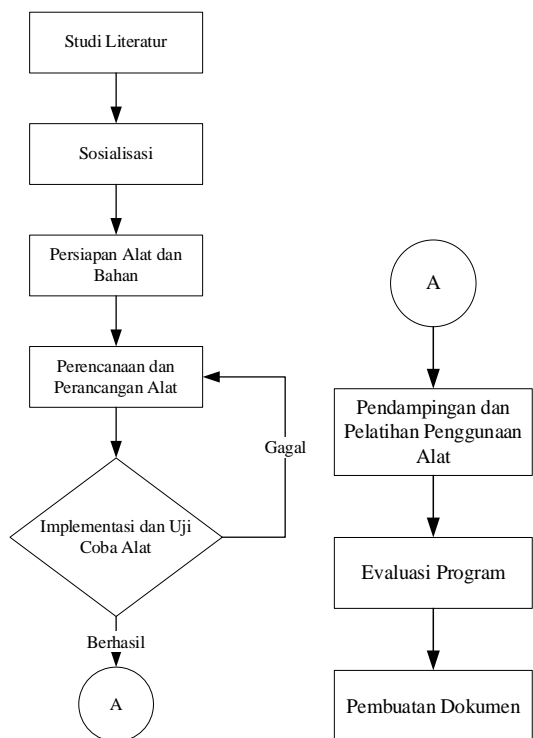 Studi Literatur
Sosialisasi
Persiapan Alat dan
Bahan
Perencanaan dan
Perancangan Alat
Gagal
Implementasi dan Uji
Coba Alat
Berhasil
A
A
Pendampingan dan
Pelatihan Penggunaan
Alat
Evaluasi Program
Pembuatan Dokumen